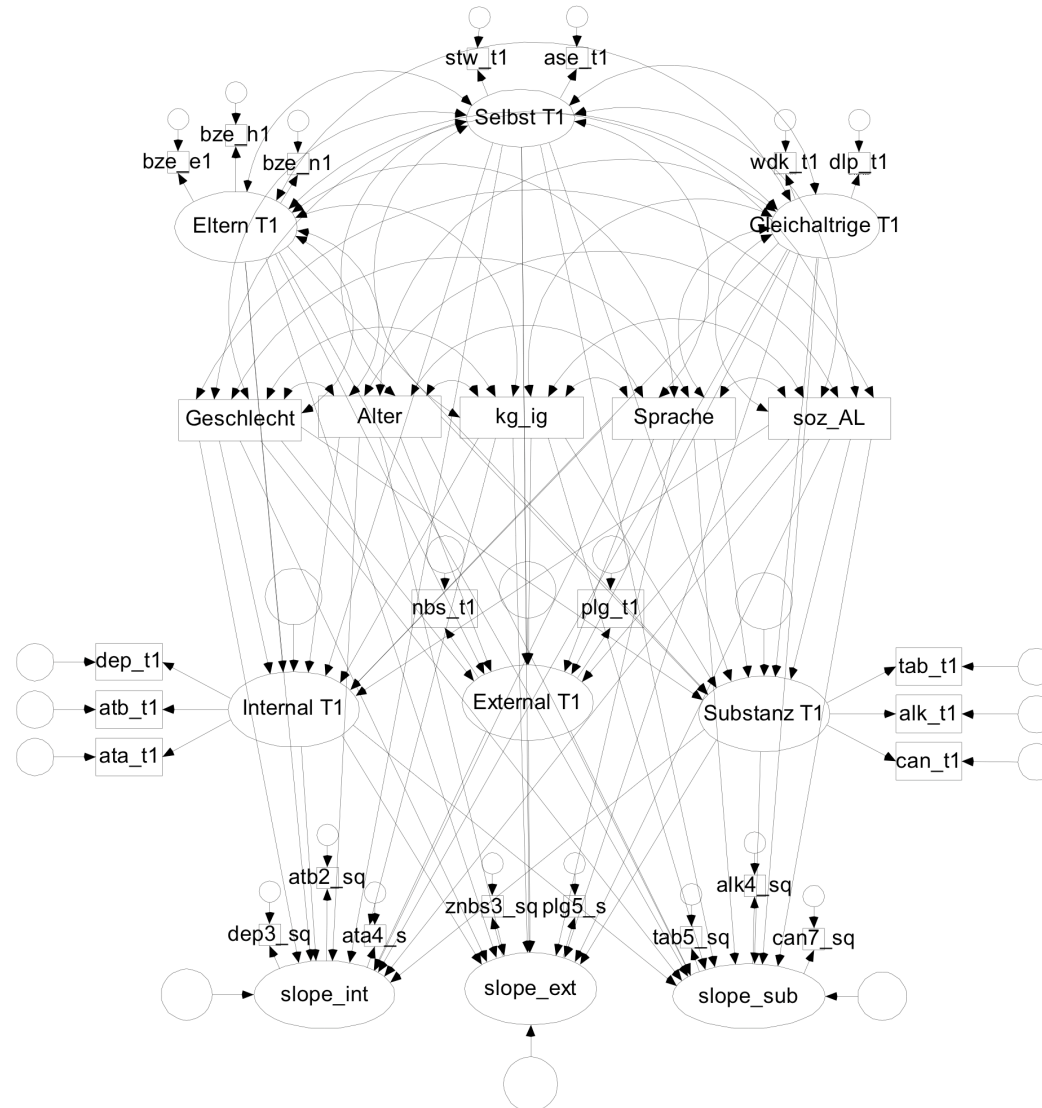 stw_t1
ase_t1
Selbst T1
bze_h1
bze_e1
bze_n1
wdk_t1
dlp_t1
Eltern T1
Gleichaltrige T1
Geschlecht
Alter
kg_ig
Sprache
soz_AL
nbs_t1
plg_t1
dep_t1
atb_t1
ata_t1
Internal T1
External T1
Substanz T1
tab_t1
alk_t1
can_t1
atb2_sq
alk4_sq
dep3_sq
ata4_s
znbs3_sq
plg5_s
tab5_sq
can7_sq
slope_int
slope_ext
slope_sub